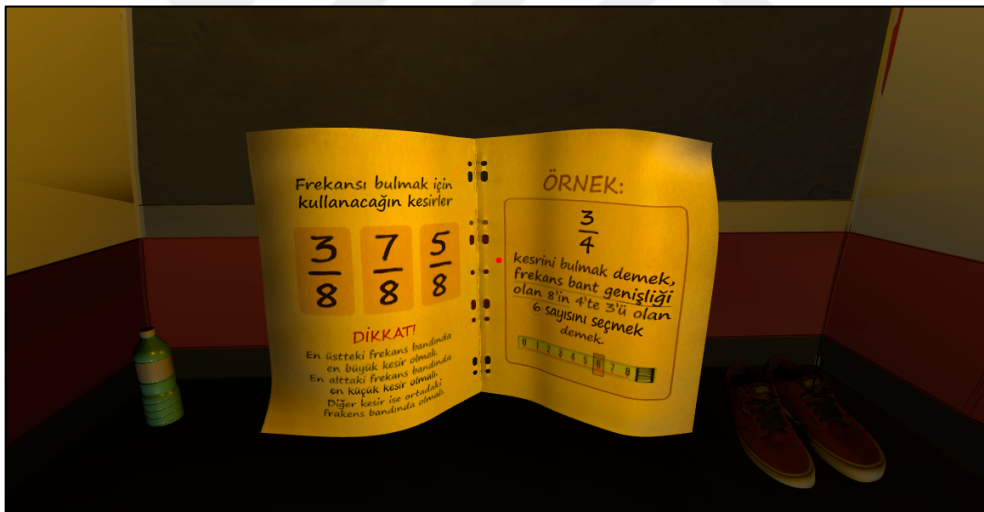 Frekansı bulmak için
kullanacağın kesirler
3/8 7/8 5/8
DİKKAT!
En üstteki frekans bandında
en büyük kesir olmalı.
En alttaki frekans bandında
en küçük kesir olmalı.
Diğer kesir ise ortadaki
frakens bandında olmalı.
ÖRNEK:
3/4
kesrini bulmak demek,
frekans bant genişliği
olan 8'in 4'te 3'ü olan
6 sayısını seçmek
demek.
0 1 2 3 4 5 6 7 8